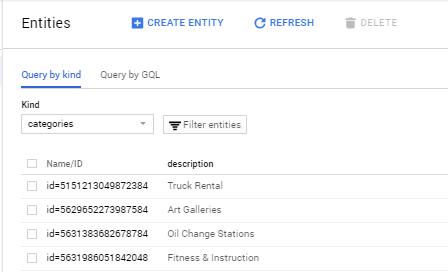 Entities CREATE ENTITY REFRESH DELETE
Query by kind Query by GQL
Kind
categories Filter entities
Name/ID description
id=5151213049872384 Truck Rental
id=5629652273987584 Art Galleries
id=5631383682678784 Oil Change Stations
id=5631986051842048 Fitness & Instruction